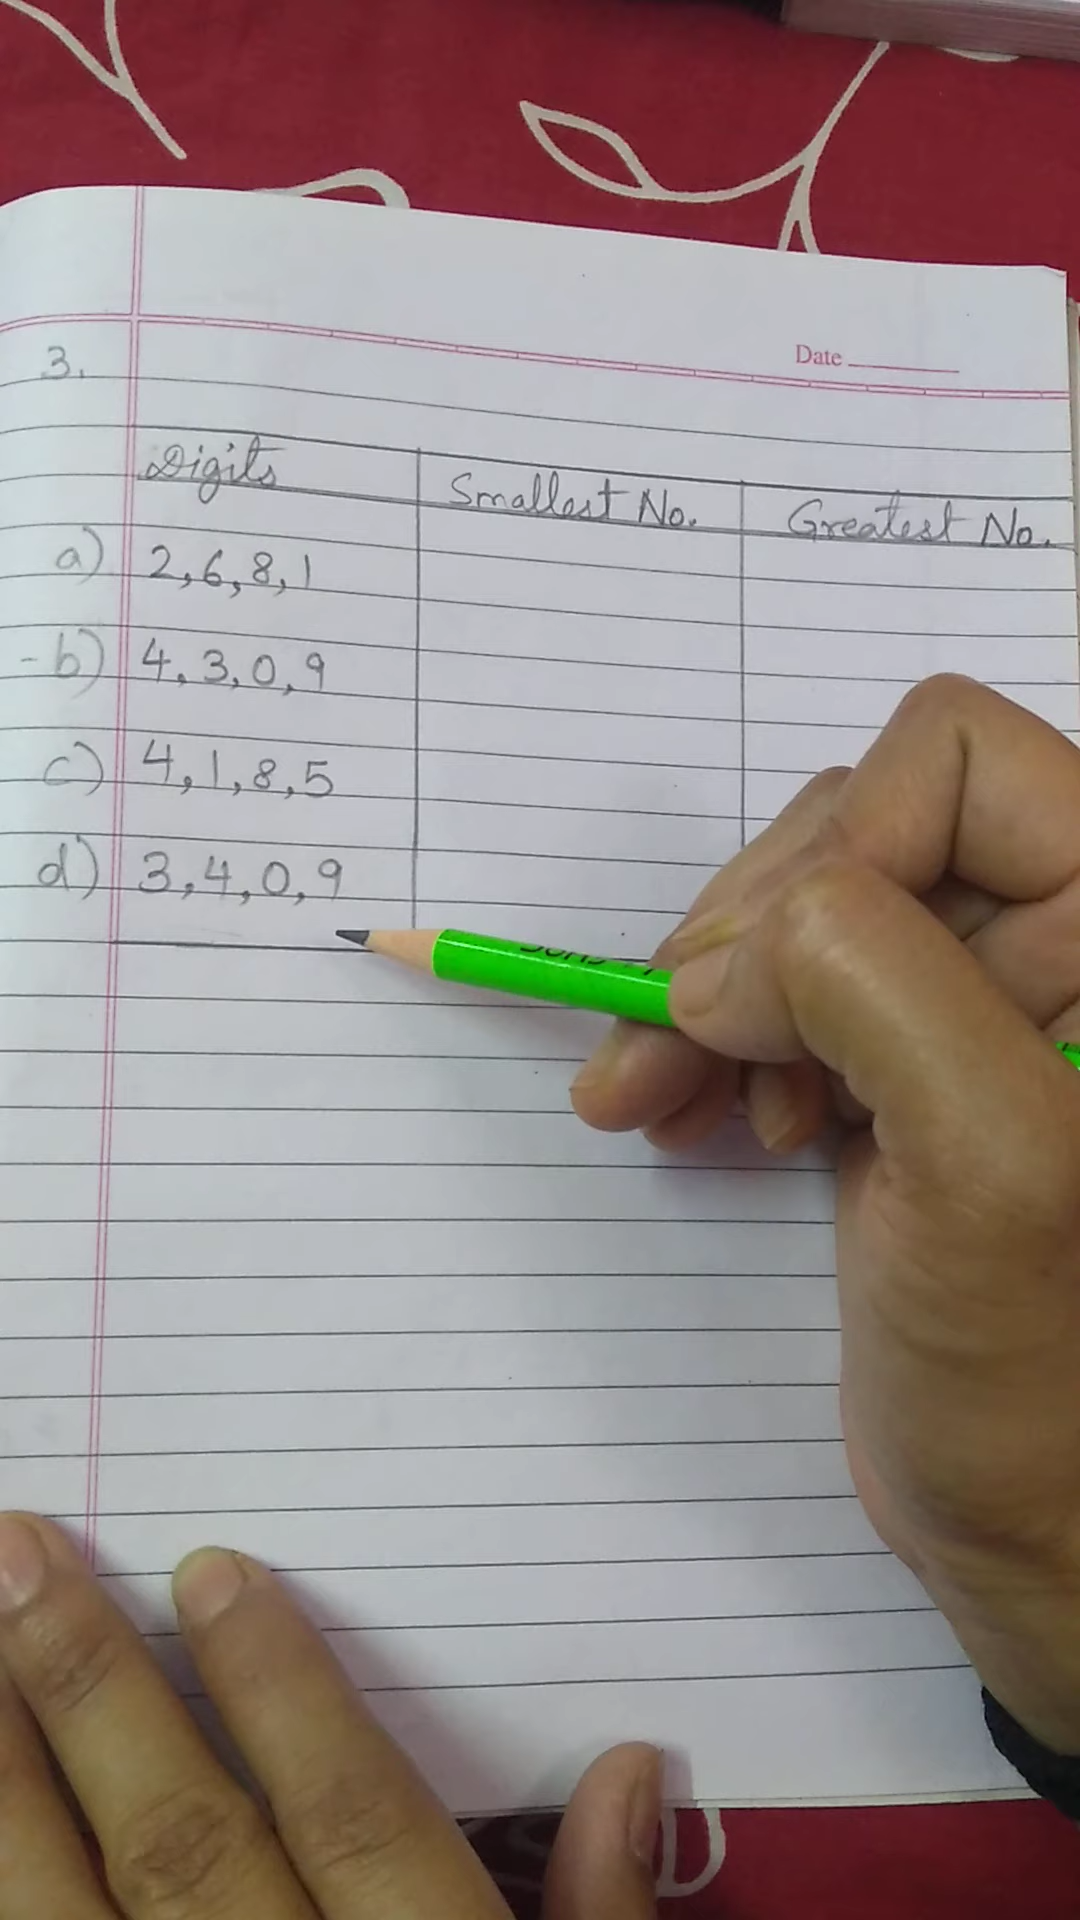 Date
3.
Digits Smallest No. Greatest No.
a) 2,6,8,1
b) 4,3,0,9
c) 4,1,8,5
d) 3,4,0,9